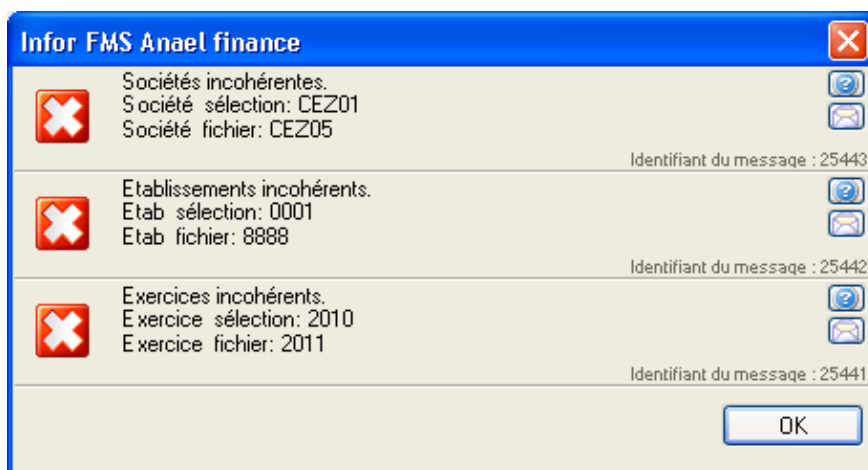 Infor FMS Anael finance
Sociétés incohérentes.
Société sélection: CEZ01
Société fichier: CEZ05
Identifiant du message : 25443
Etablissements incohérents.
Etab sélection: 0001
Etab fichier: 8888
Identifiant du message : 25442
Exercices incohérents.
Exercice sélection: 2010
Exercice fichier: 2011
Identifiant du message : 25441
OK